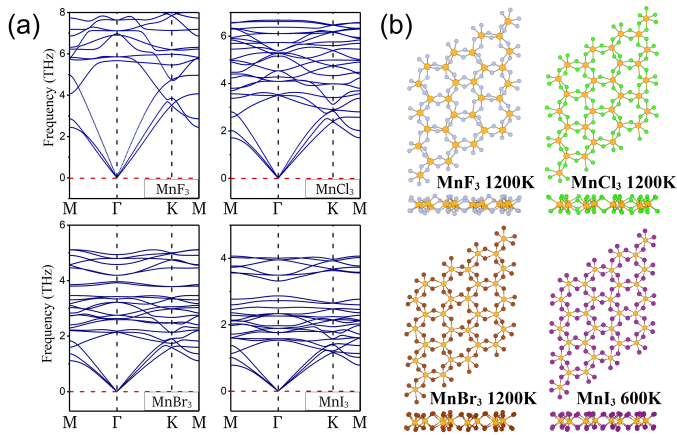 (a)
8
6
4
2
0
Frequency (THz)
MnF₃
M Γ K M
6
4
2
0
MnCl₃
M Γ K M
6
4
2
0
Frequency (THz)
MnBr₃
M Γ K M
4
2
0
MnI₃
M Γ K M
(b)
MnF₃ 1200K
MnCl₃ 1200K
MnBr₃ 1200K
MnI₃ 600K